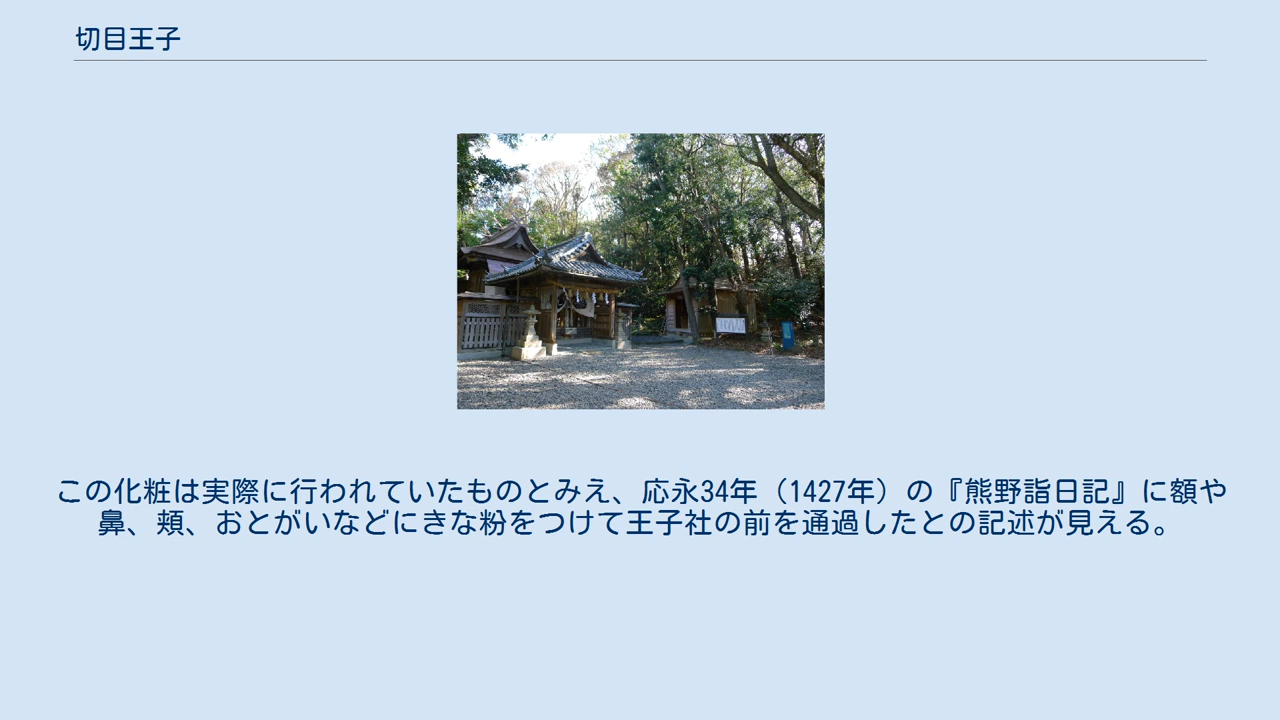 切目王子
この化粧は実際に行われていたものとみえ、応永34年（1427年）の『熊野詣日記』に額や
鼻、頬、おとがいなどにきな粉をつけて王子社の前を通過したとの記述が見える。